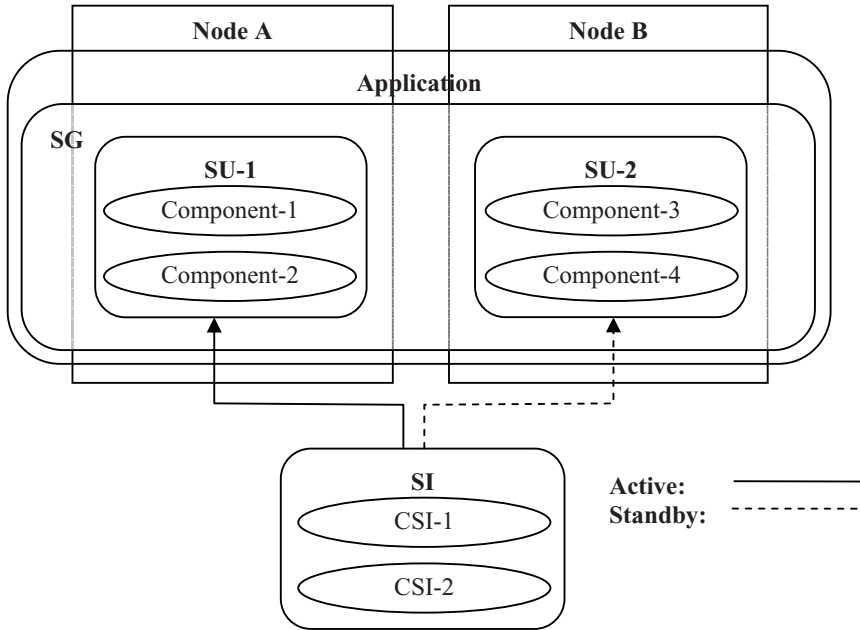 Node A
Node B
Application
SG
SU-1
SU-2
Component-1
Component-3
Component-2
Component-4
SI
CSI-1
CSI-2
Active:
Standby: